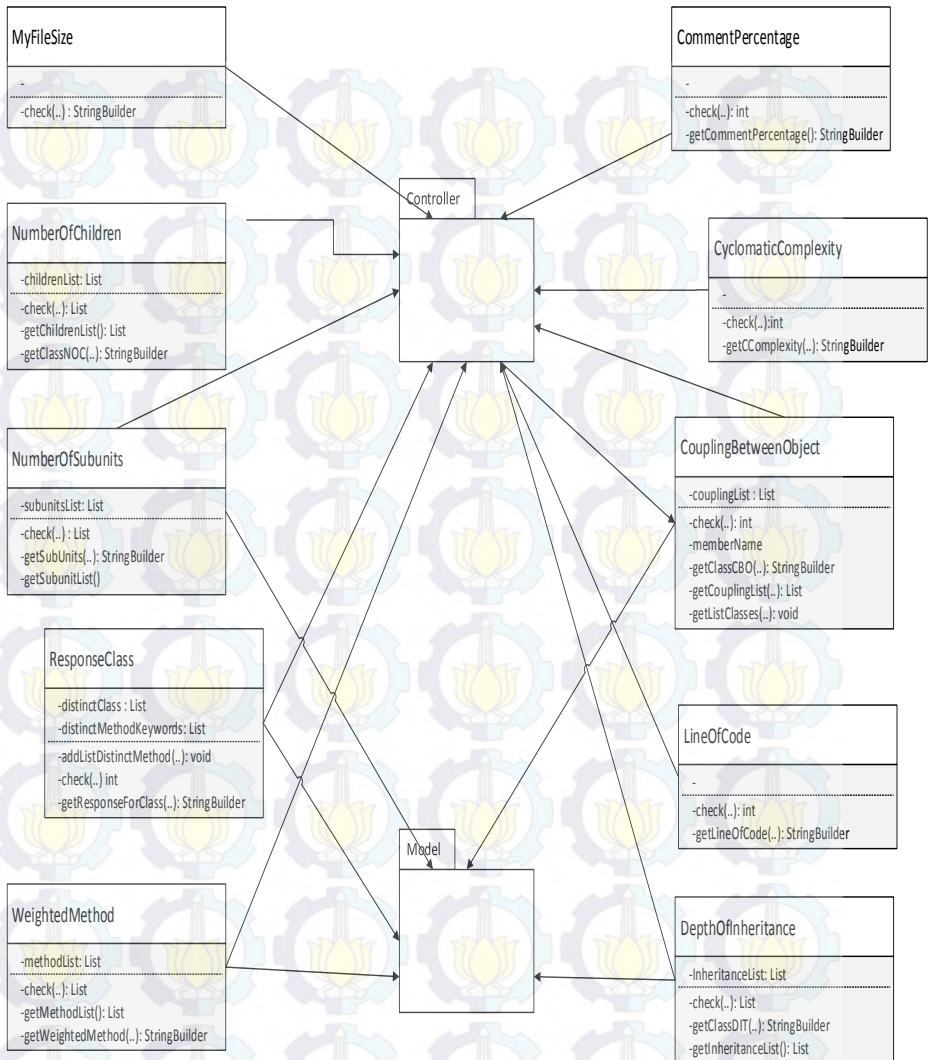 MyFileSize
-
-check(..) : StringBuilder
CommentPercentage
-
-check(..): int
-getCommentPercentage(): StringBuilder
Controller
NumberOfChildren
-childrenList: List
-check(..): List
-getChildrenList(): List
-getClassNOC(..): StringBuilder
CyclomaticComplexity
-
-check(..):int
-getCComplexity(..): StringBuilder
NumberOfSubunits
-subunitsList: List
-check(..) : List
-getSubUnits(..): StringBuilder
-getSubunitList()
CouplingBetweenObject
-couplingList : List
-check(..): int
-memberName
-getClassCBO(..): StringBuilder
-getCouplingList(..): List
-getListClasses(..): void
ResponseClass
-distinctClass : List
-distinctMethodKeywords: List
-addListDistinctMethod(..): void
-check(..) int
-getResponseForClass(..): StringBuilder
LineOfCode
-
-check(..): int
-getLineOfCode(..): StringBuilder
Model
WeightedMethod
-methodList: List
-check(..): List
-getMethodList(): List
-getWeightedMethod(..): StringBuilder
DepthOfInheritance
-InheritanceList: List
-check(..): List
-getClassDIT(..): StringBuilder
-getInheritanceList(): List